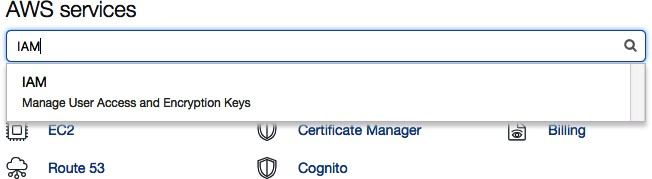 AWS services
IAM
IAM
Manage User Access and Encryption Keys
EC2 Certificate Manager Billing
Route 53 Cognito